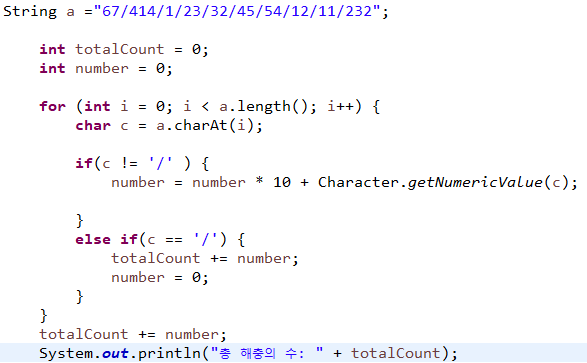 String a ="67/414/1/23/32/45/54/12/11/232";
int totalCount = 0;
int number = 0;
for (int i = 0; i < a.length(); i++) {
char c = a.charAt(i);
if(c != '/' ) {
number = number * 10 + Character.getNumericValue(c);
}
else if(c == '/') {
totalCount += number;
number = 0;
}
}
totalCount += number;
System.out.println("총 해충의 수: " + totalCount);